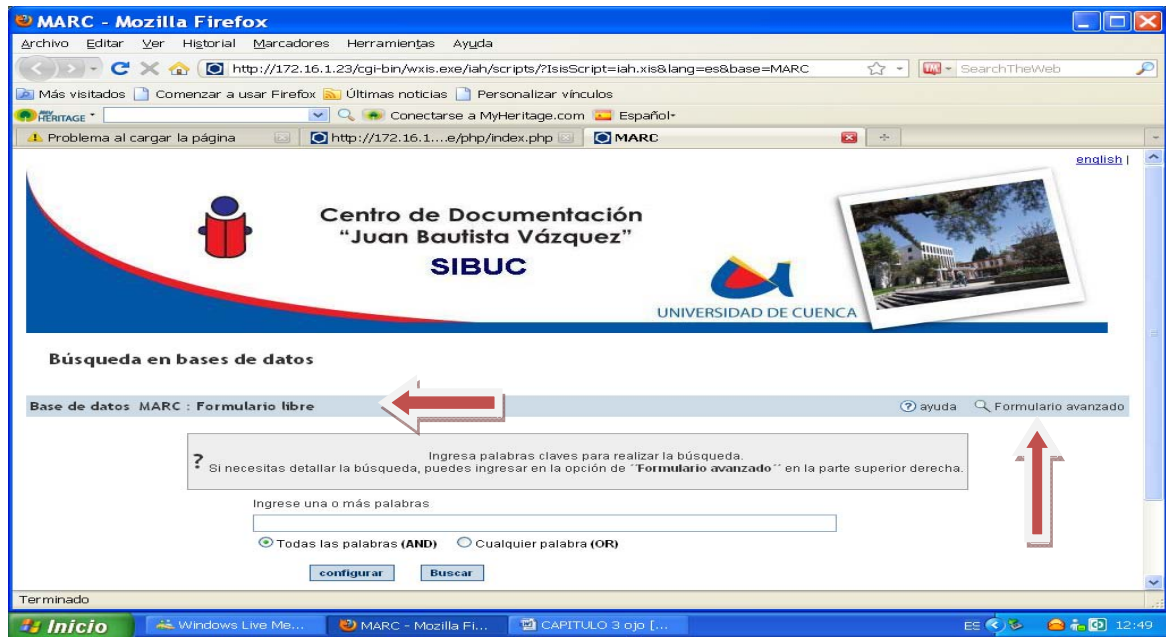 MARC - Mozilla Firefox
Archivo Editar Ver Historial Marcadores Herramientas Ayuda
http://172.16.1.23/cgi-bin/wxis.exe/iah/scripts/?IsisScript=iah.xis&lang=es&base=MARC
SearchTheWeb
Más visitados Comenzar a usar Firefox Últimas noticias Personalizar vínculos
MY HERITAGE Conectarse a MyHeritage.com Español
Problema al cargar la página http://172.16.1....e/php/index.php MARC
english |
Centro de Documentación
“Juan Bautista Vázquez”
SIBUC
UNIVERSIDAD DE CUENCA
Búsqueda en bases de datos
Base de datos MARC : Formulario libre ? ayuda Formulario avanzado
? Ingresa palabras claves para realizar la búsqueda.
Si necesitas detallar la búsqueda, puedes ingresar en la opción de ´´Formulario avanzado´´ en la parte superior derecha.
Ingrese una o más palabras
Todas las palabras (AND) Cualquier palabra (OR)
configurar Buscar
Terminado
Inicio Windows Live Me... MARC - Mozilla Fi... CAPITULO 3 ojo [... ES 12:49